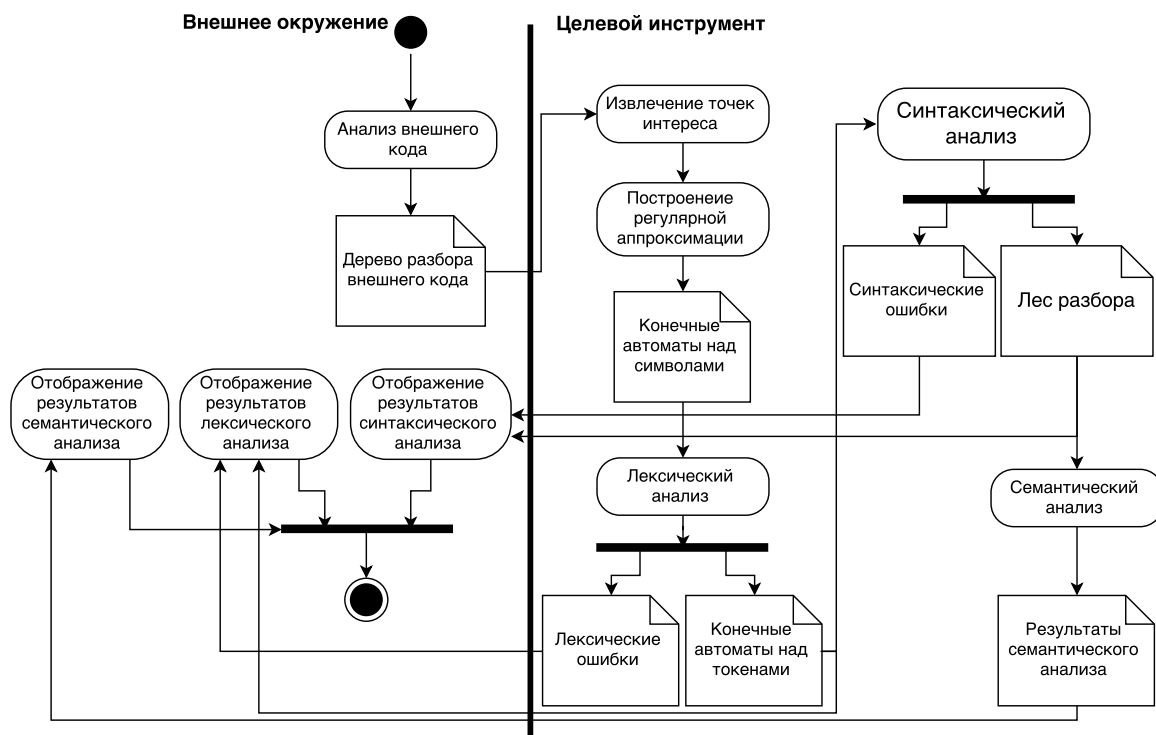 Внешнее окружение
Целевой инструмент
Анализ внешнего
кода
Дерево разбора
внешнего кода
Извлечение точек
интереса
Построенеие
регулярной
аппроксимации
Конечные
автоматы над
символами
Синтаксический
анализ
Синтаксические
ошибки
Лес разбора
Отображение
результатов
семантического
анализа
Отображение
результатов
лексического
анализа
Отображение
результатов
синтаксического
анализа
Лексический
анализ
Семантический
анализ
Лексические
ошибки
Конечные
автоматы над
токенами
Результаты
семантического
анализа